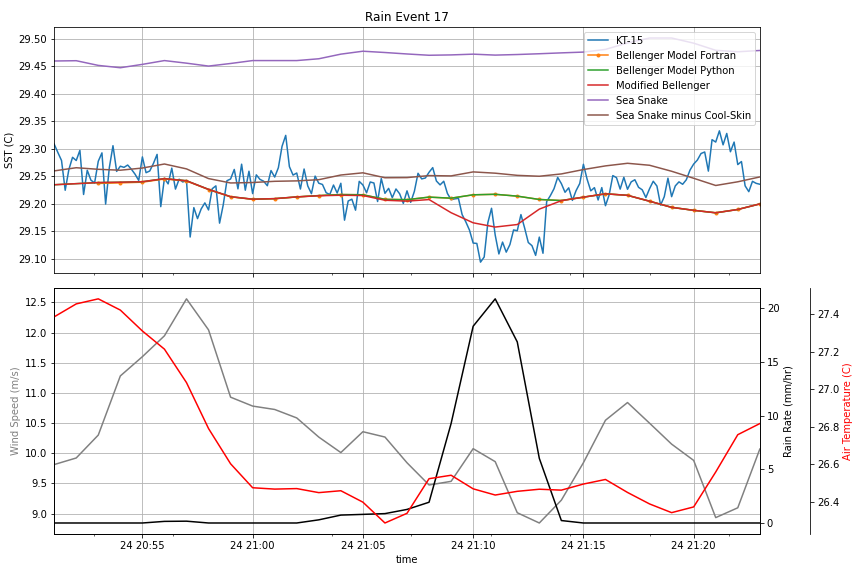 Rain Event 17
SST (C)
29.50
29.45
29.40
29.35
29.30
29.25
29.20
29.15
29.10
KT-15
Bellenger Model Fortran
Bellenger Model Python
Modified Bellenger
Sea Snake
Sea Snake minus Cool-Skin
Wind Speed (m/s)
12.5
12.0
11.5
11.0
10.5
10.0
9.5
9.0
20
15
10
5
0
Rain Rate (mm/hr)
27.4
27.2
27.0
26.8
26.6
26.4
Air Temperature (C)
24 20:55 24 21:00 24 21:05 24 21:10 24 21:15 24 21:20
time